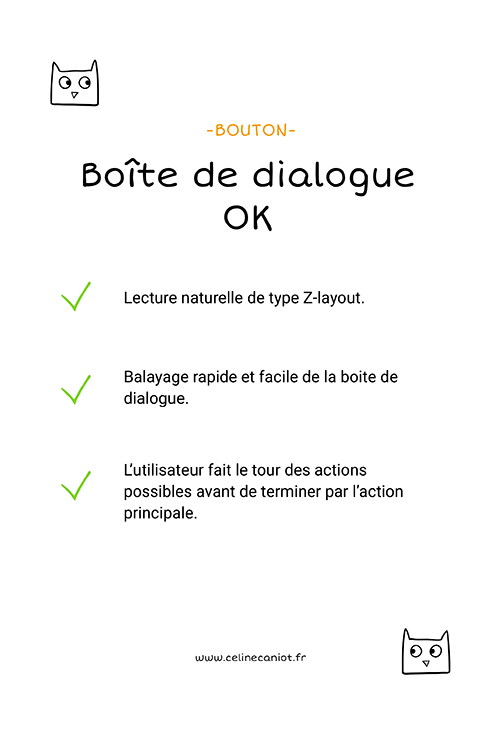 -BOUTON-
Boîte de dialogue
OK
Lecture naturelle de type Z-layout.
Balayage rapide et facile de la boite de
dialogue.
L’utilisateur fait le tour des actions
possibles avant de terminer par l’action
principale.
www.celinecaniot.fr